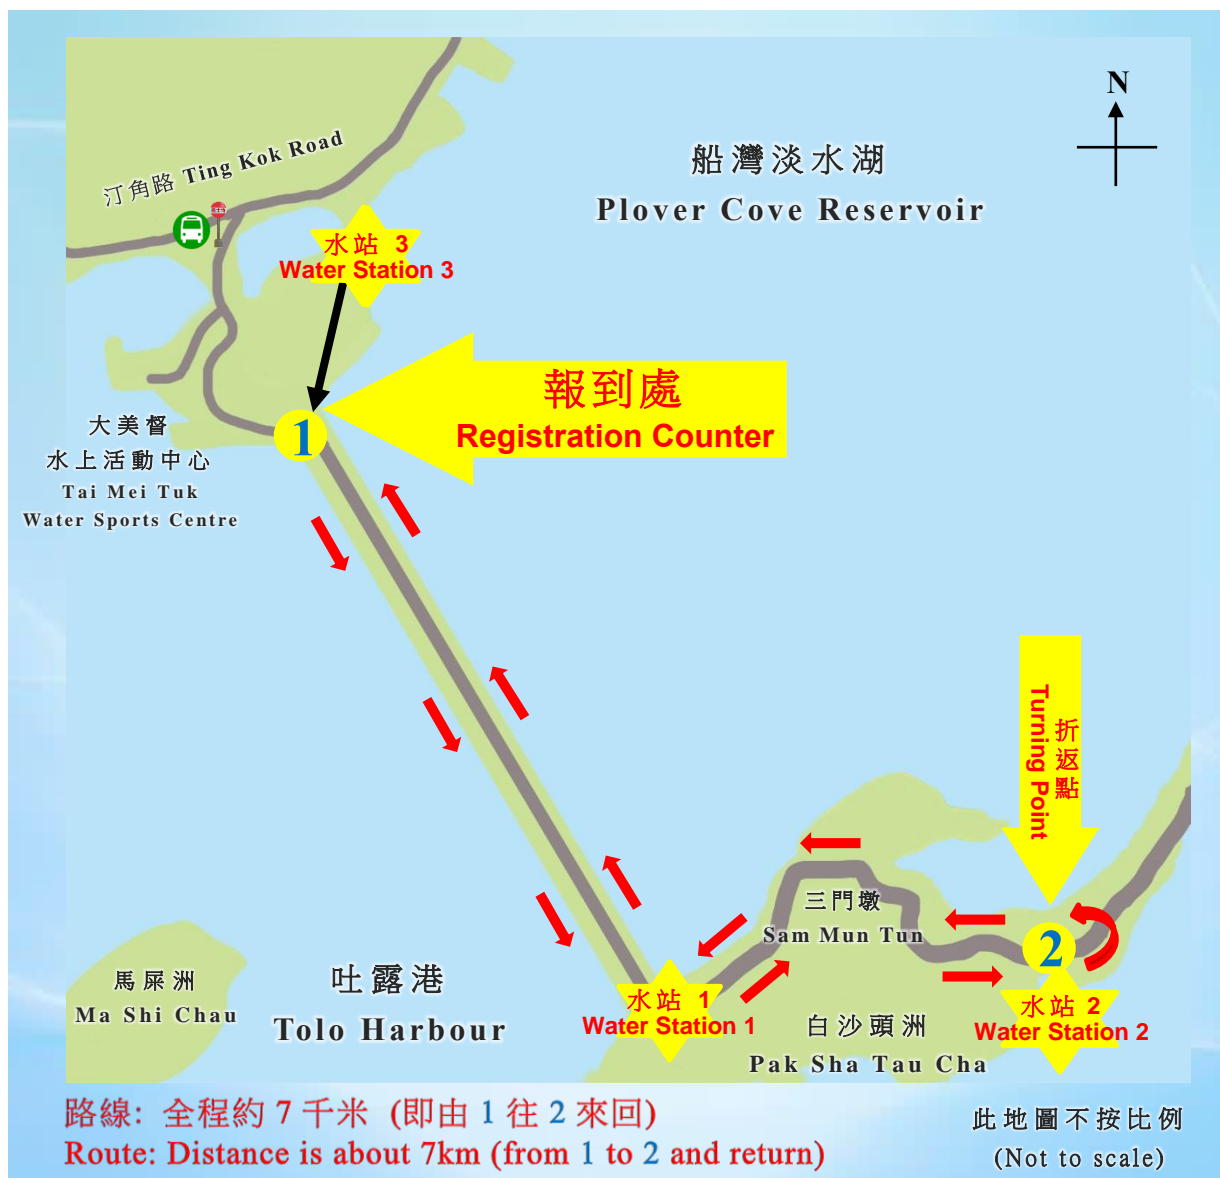 N
汀角路 Ting Kok Road
船灣淡水湖
Plover Cove Reservoir
水站 3
Water Station 3
報到處
Registration Counter
1
大美督
水上活動中心
Tai Mei Tuk
Water Sports Centre
折返點
Turning Point
三門墩
Sam Mun Tun
2
馬屎洲
Ma Shi Chau
吐露港
Tolo Harbour
水站 1
Water Station 1
白沙頭洲
Pak Sha Tau Cha
水站 2
Water Station 2
路線: 全程約 7 千米 (即由 1 往 2 來回)
Route: Distance is about 7km (from 1 to 2 and return)
此地圖不按比例
(Not to scale)